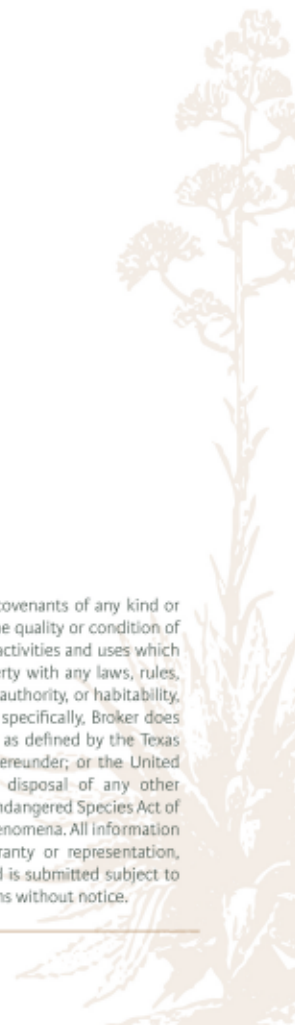 covenants of any kind or
e quality or condition of
activities and uses which
erty with any laws, rules,
authority, or habitability,
specifically, Broker does
as defined by the Texas
ereunder; or the United
disposal of any other
ndangered Species Act of
enomena. All information
ranty or representation,
d is submitted subject to
ns without notice.